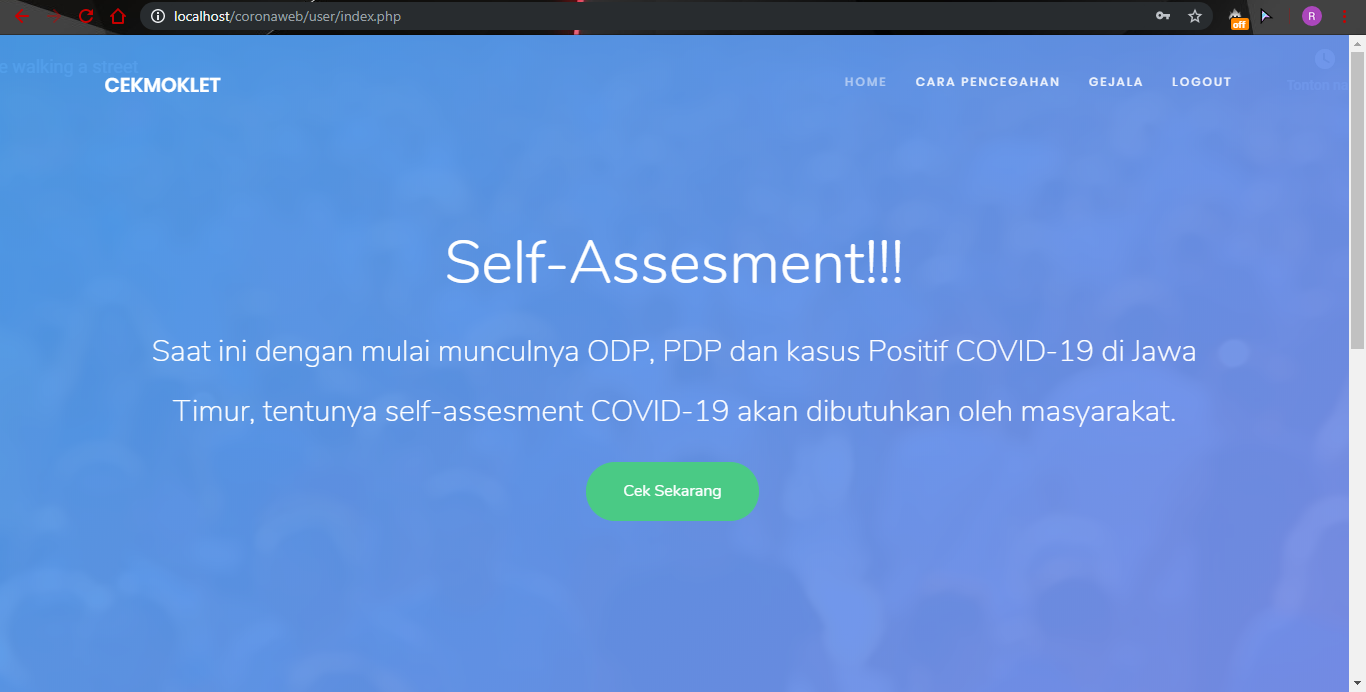 localhost/coronaweb/user/index.php
off
R
e walking a street
Tonton na
CEKMOKLET
HOME
CARA PENCEGAHAN
GEJALA
LOGOUT
Self-Assesment!!!
Saat ini dengan mulai munculnya ODP, PDP dan kasus Positif COVID-19 di Jawa
Timur, tentunya self-assesment COVID-19 akan dibutuhkan oleh masyarakat.
Cek Sekarang